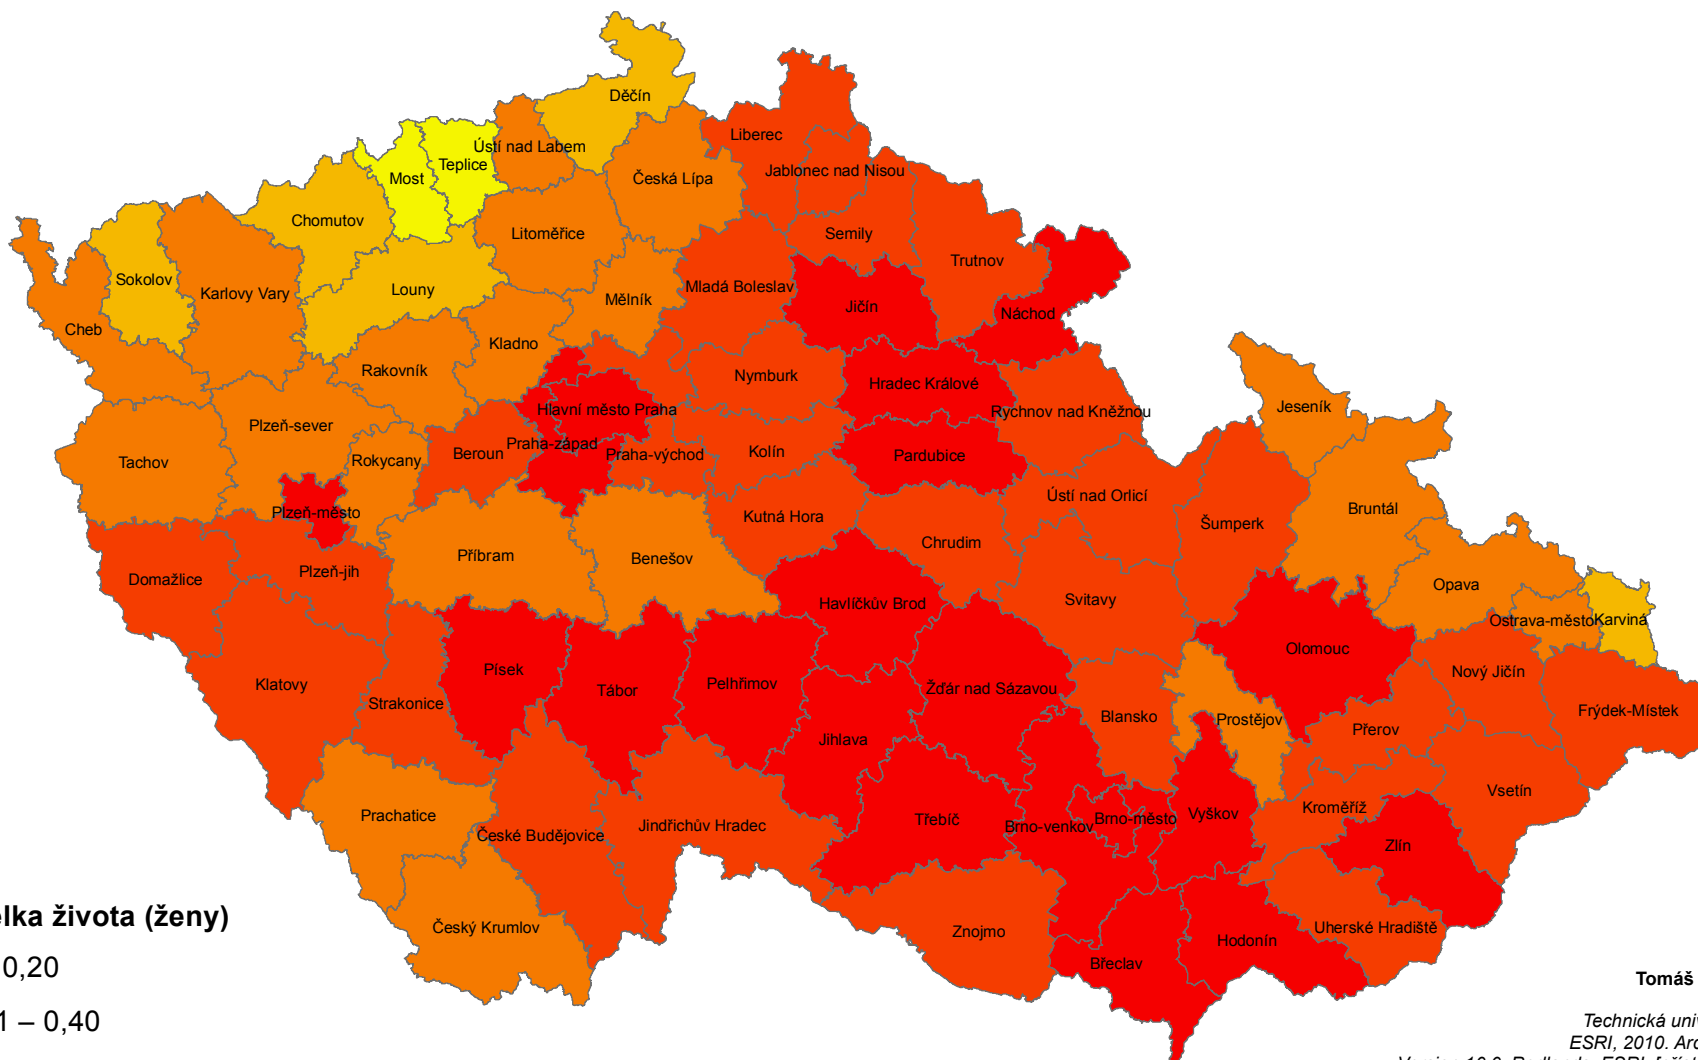 Děčín
Liberec
Ústí nad Labem
Teplice
Most
Česká Lípa
Jablonec nad Nisou
Chomutov
Litoměřice
Semily
Trutnov
Sokolov
Karlovy Vary
Louny
Mělník
Mladá Boleslav
Jičín
Náchod
Cheb
Kladno
Rakovník
Nymburk
Hradec Králové
Hlavní město Praha
Rychnov nad Kněžnou
Jeseník
Plzeň-sever
Praha-západ
Praha-východ
Beroun
Kolín
Pardubice
Tachov
Rokycany
Ústí nad Orlicí
Plzeň-město
Kutná Hora
Šumperk
Bruntál
Chrudim
Příbram
Benešov
Domažlice
Plzeň-jih
Opava
Havlíčkův Brod
Svitavy
Ostrava-město
Karviná
Olomouc
Písek
Nový Jičín
Klatovy
Pelhřimov
Tábor
Žďár nad Sázavou
Strakonice
Blansko
Prostějov
Frýdek-Místek
Přerov
Jihlava
Vsetín
Kroměříž
Prachatice
Vyškov
Třebíč
Brno-město
Brno-venkov
Jindřichův Hradec
České Budějovice
Zlín
Český Krumlov
Znojmo
Uherské Hradiště
Hodonín
Břeclav
elka života (ženy)
0,20
1 – 0,40
Tomáš
Technická univ
ESRI, 2010. Arc